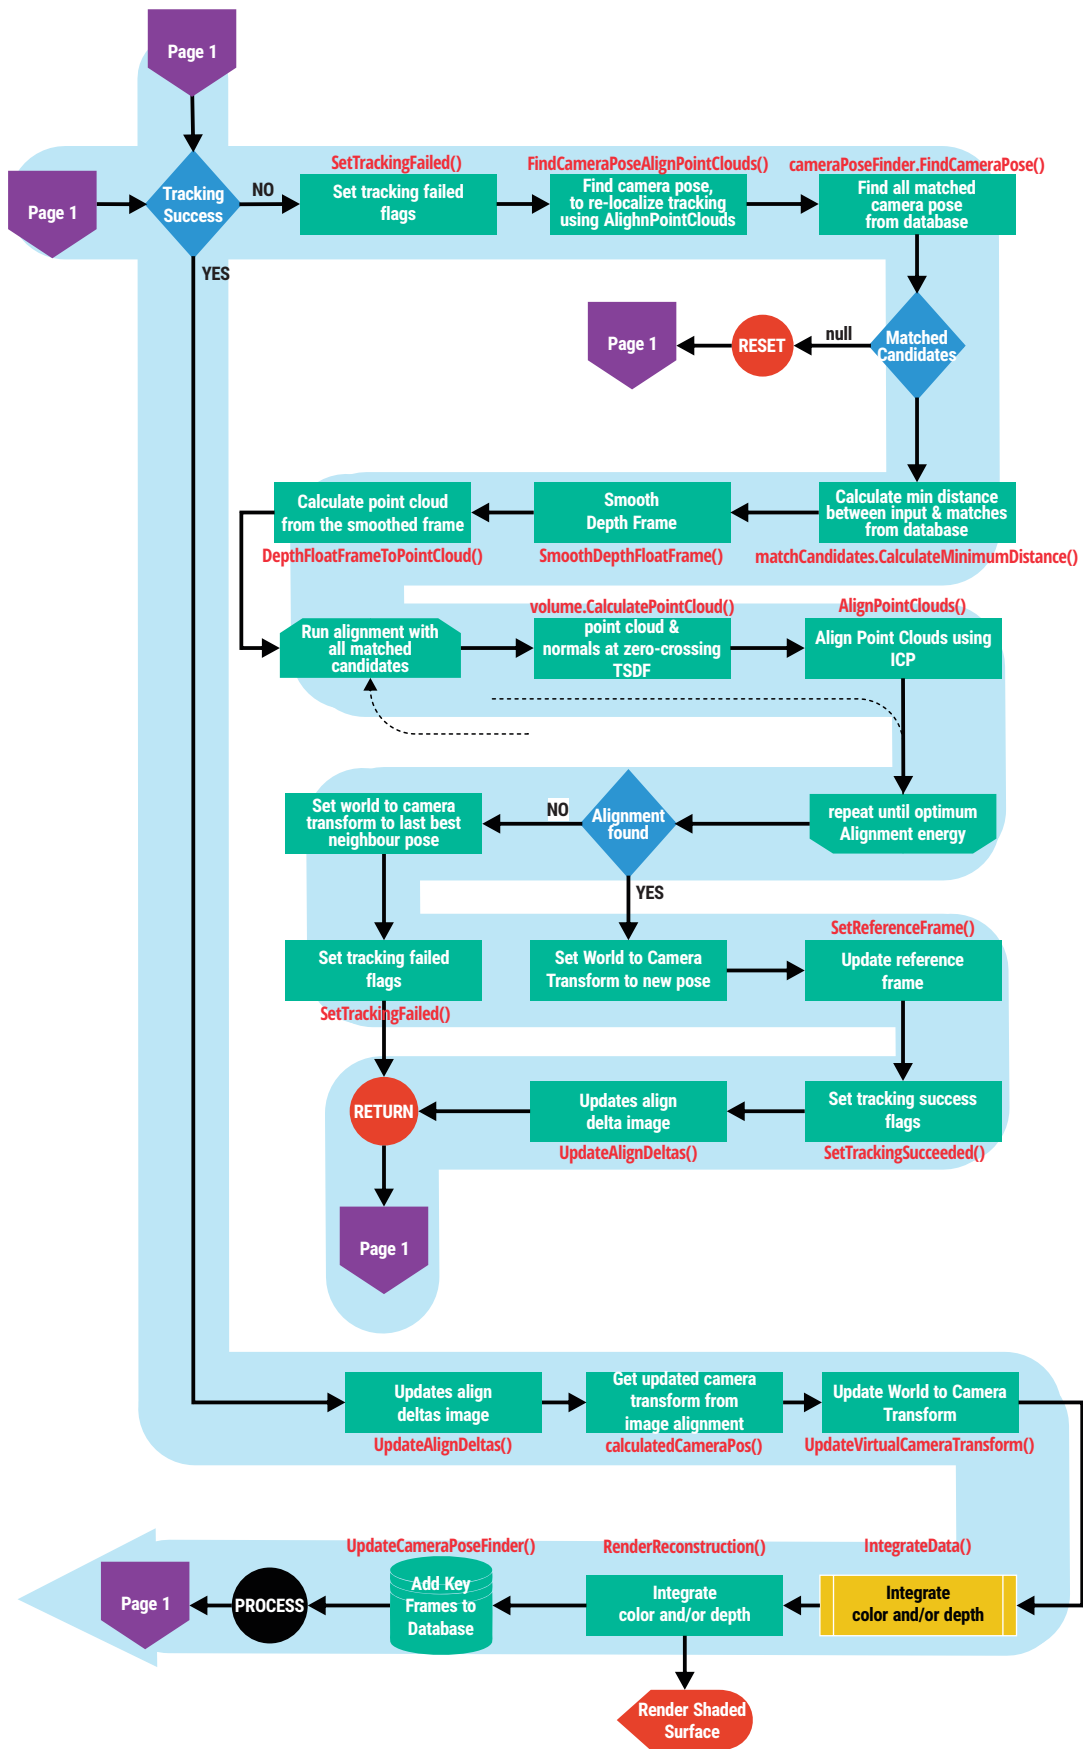 Page 1
SetTrackingFailed()
FindCameraPoseAlignPointClouds()
cameraPoseFinder.FindCameraPose()
Page 1
Tracking
Success
NO
Set tracking failed
flags
Find camera pose,
to re-localize tracking
using AlighnPointClouds
Find all matched
camera pose
from database
YES
Page 1
RESET
null
Matched
Candidates
Calculate point cloud
from the smoothed frame
Smooth
Depth Frame
Calculate min distance
between input & matches
from database
DepthFloatFrameToPointCloud()
SmoothDepthFloatFrame()
matchCandidates.CalculateMinimumDistance()
volume.CalculatePointCloud()
AlignPointClouds()
Run alignment with
all matched
candidates
point cloud &
normals at zero-crossing
TSDF
Align Point Clouds using
ICP
Set world to camera
transform to last best
neighbour pose
NO
Alignment
found
repeat until optimum
Alignment energy
YES
SetReferenceFrame()
Set tracking failed
flags
Set World to Camera
Transform to new pose
Update reference
frame
SetTrackingFailed()
RETURN
Updates align
delta image
Set tracking success
flags
UpdateAlignDeltas()
SetTrackingSucceeded()
Page 1
Updates align
deltas image
Get updated camera
transform from
image alignment
Update World to Camera
Transform
UpdateAlignDeltas()
calculatedCameraPos()
UpdateVirtualCameraTransform()
UpdateCameraPoseFinder()
RenderReconstruction()
IntegrateData()
Page 1
PROCESS
Add Key
Frames to
Database
Integrate
color and/or depth
Integrate
color and/or depth
Render Shaded
Surface